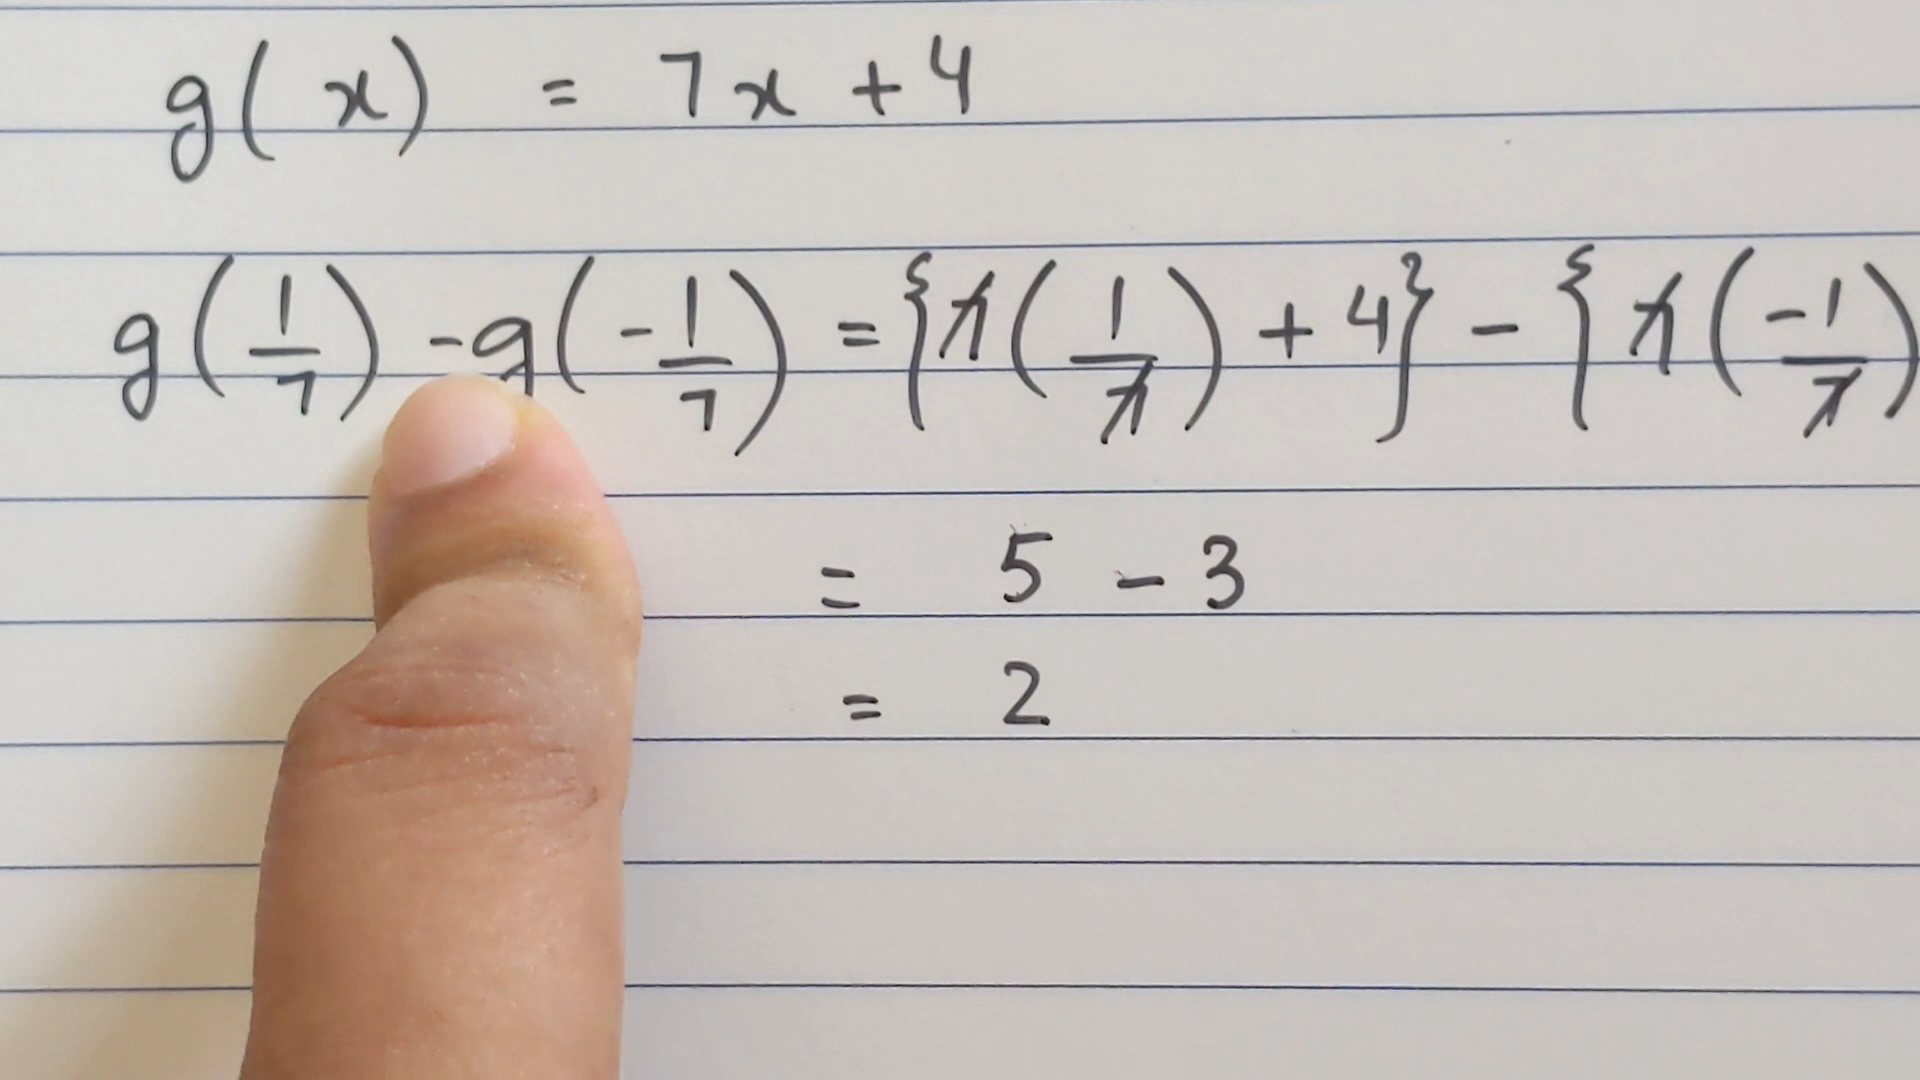 g( x) = 7x + 4
g(1/7) - g(-1/7) = {7(1/7) + 4} - {7(-1/7)
= 5 - 3
= 2